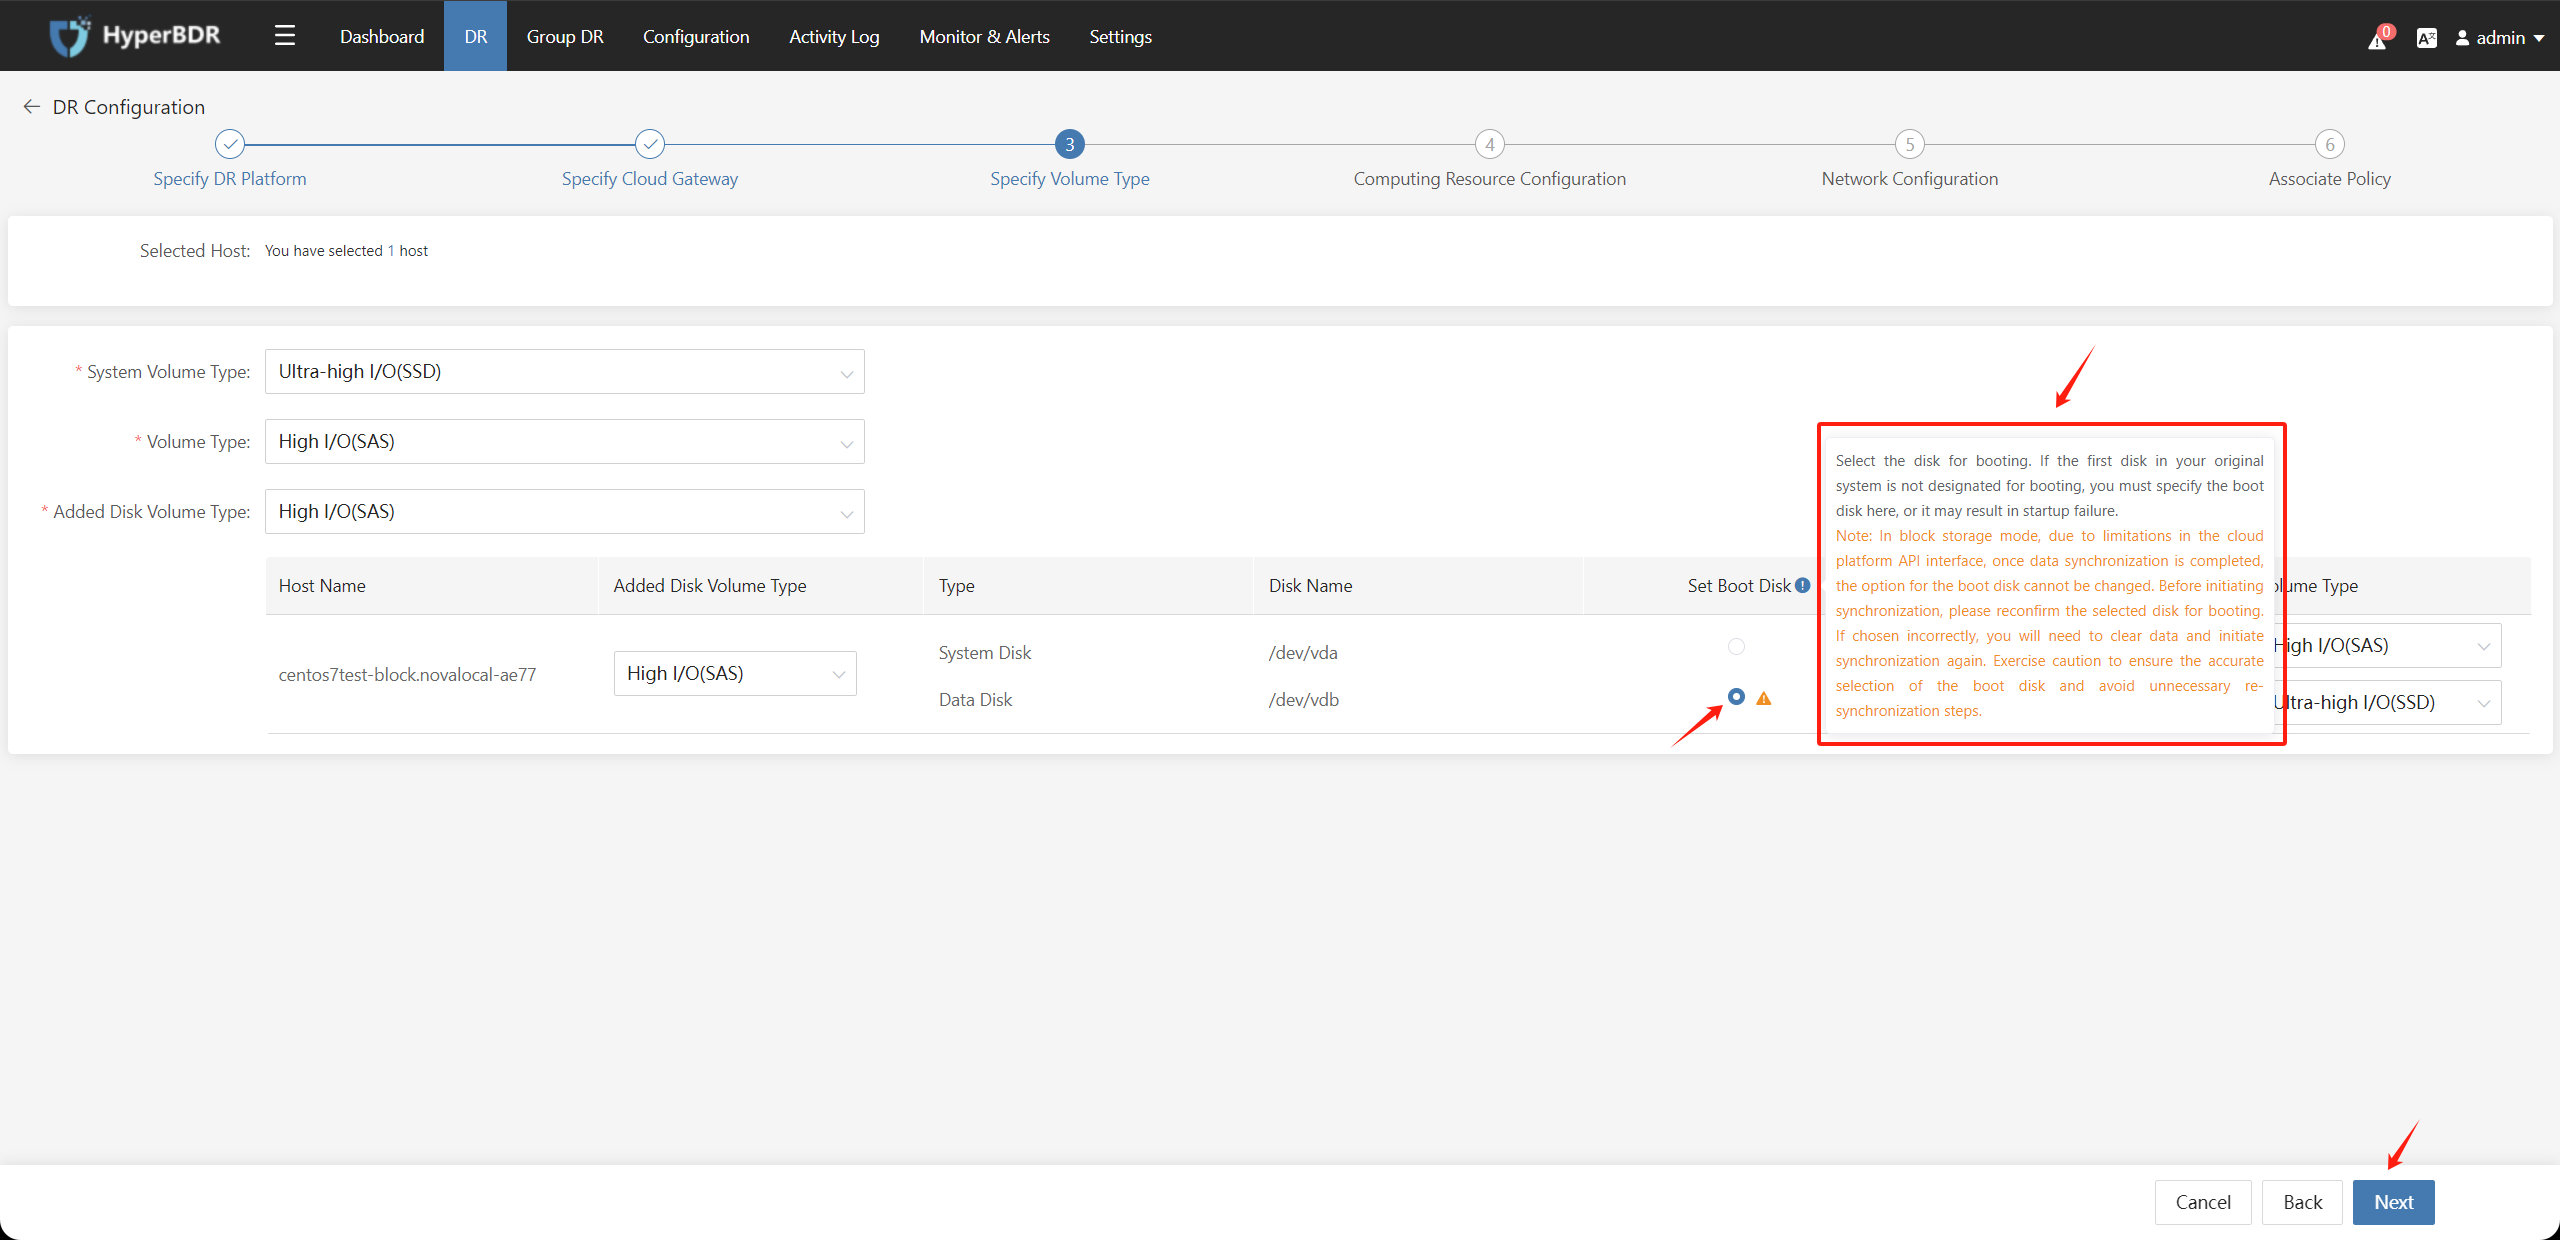 HyperBDR
Dashboard
DR
Group DR
Configuration
Activity Log
Monitor & Alerts
Settings
0
admin
DR Configuration
3
4
5
6
Specify DR Platform
Specify Cloud Gateway
Specify Volume Type
Computing Resource Configuration
Network Configuration
Associate Policy
Selected Host: You have selected 1 host
* System Volume Type: Ultra-high I/O(SSD)
* Volume Type: High I/O(SAS)
* Added Disk Volume Type: High I/O(SAS)
Select the disk for booting. If the first disk in your original
system is not designated for booting, you must specify the boot
disk here, or it may result in startup failure.
Note: In block storage mode, due to limitations in the cloud
platform API interface, once data synchronization is completed,
the option for the boot disk cannot be changed. Before initiating
synchronization, please reconfirm the selected disk for booting.
If chosen incorrectly, you will need to clear data and initiate
synchronization again. Exercise caution to ensure the accurate
selection of the boot disk and avoid unnecessary re-
synchronization steps.
Host Name
Added Disk Volume Type
Type
Disk Name
Set Boot Disk
olume Type
centos7test-block.novalocal-ae77
High I/O(SAS)
System Disk
/dev/vda
High I/O(SAS)
Data Disk
/dev/vdb
Ultra-high I/O(SSD)
Cancel
Back
Next